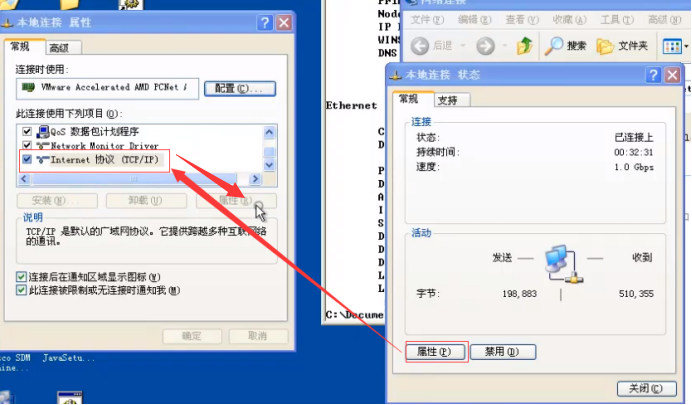 本地连接 属性
常规
高级
连接时使用:
VMware Accelerated AMD PCNet A
配置(C)...
此连接使用下列项目(O):
QoS 数据包计划程序
Network Monitor Driver
Internet 协议 (TCP/IP)
安装(N)...
卸载(U)
属性(R)
说明
TCP/IP 是默认的广域网协议。它提供跨越多种互联网络
的通讯。
连接后在通知区域显示图标(W)
此连接被限制或无连接时通知我(M)
确定
取消
sco SDM
JavaSetu...
ine...
PRI
Node
IP
WINS
DNS
Ethernet
C:\Docume
网络连接
文件(F)
编辑(E)
查看(V)
收藏(A)
工具(T)
高级(N)
后退
搜索
文件夹
本地连接 状态
常规
支持
连接
状态:
已连接上
持续时间:
00:32:31
速度:
1.0 Gbps
活动
发送
收到
字节:
198,883
510,355
属性(P)
禁用(D)
关闭(C)